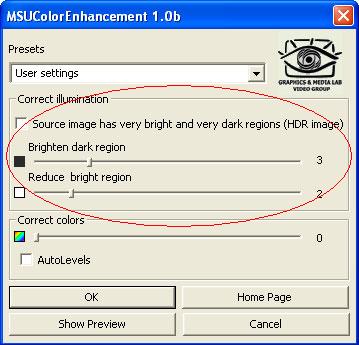 MSUColorEnhancement 1.0b
Presets
User settings
GRAPHICS & MEDIA LAB
VIDEO GROUP
Correct illumination
Source image has very bright and very dark regions (HDR image)
Brighten dark region
3
Reduce bright region
2
Correct colors
0
AutoLevels
OK
Home Page
Show Preview
Cancel